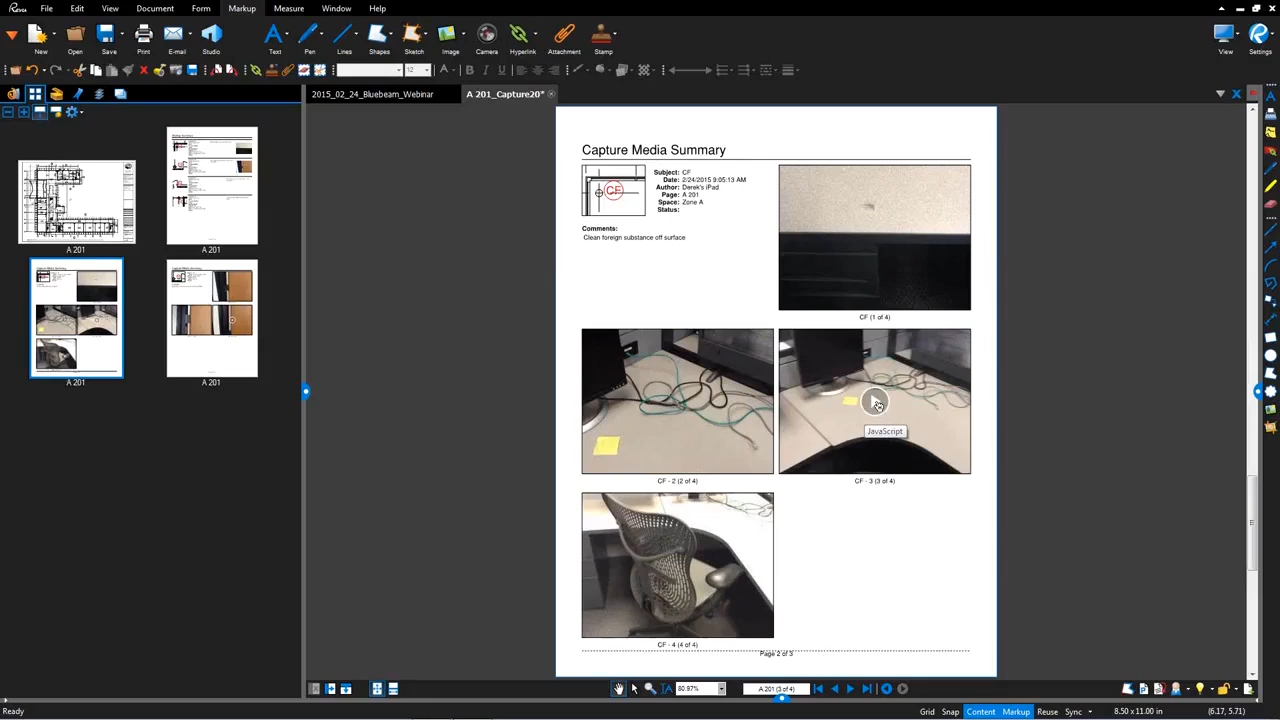 Revu File Edit View Document Form Markup Measure Window Help
New Open Save Print E-mail Studio Text Pen Lines Shapes Sketch Image Camera Hyperlink Attachment Stamp View Settings
12
2015_02_24_Bluebeam_Webinar A 201_Capture20*
A 201
A 201
A 201
A 201
Capture Media Summary
CF
Subject: CF
Date: 2/24/2015 9:05:13 AM
Author: Derek's iPad
Page: A 201
Space: Zone A
Status:
Comments:
Clean foreign substance off surface
CF (1 of 4)
JavaScript
CF - 2 (2 of 4)
CF - 3 (3 of 4)
CF - 4 (4 of 4)
Page 2 of 3
80.97% A 201 (3 of 4)
Ready Grid Snap Content Markup Reuse Sync 8.50 x 11.00 in (6.17, 5.71)